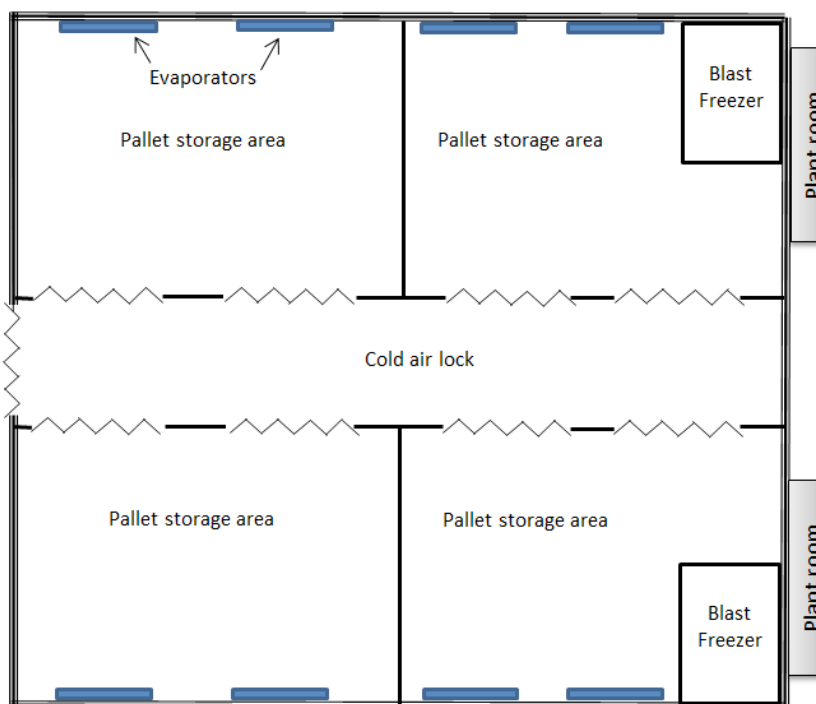 Evaporators
Pallet storage area
Pallet storage area
Blast
Freezer
Plant room
Cold air lock
Pallet storage area
Pallet storage area
Blast
Freezer
Plant room